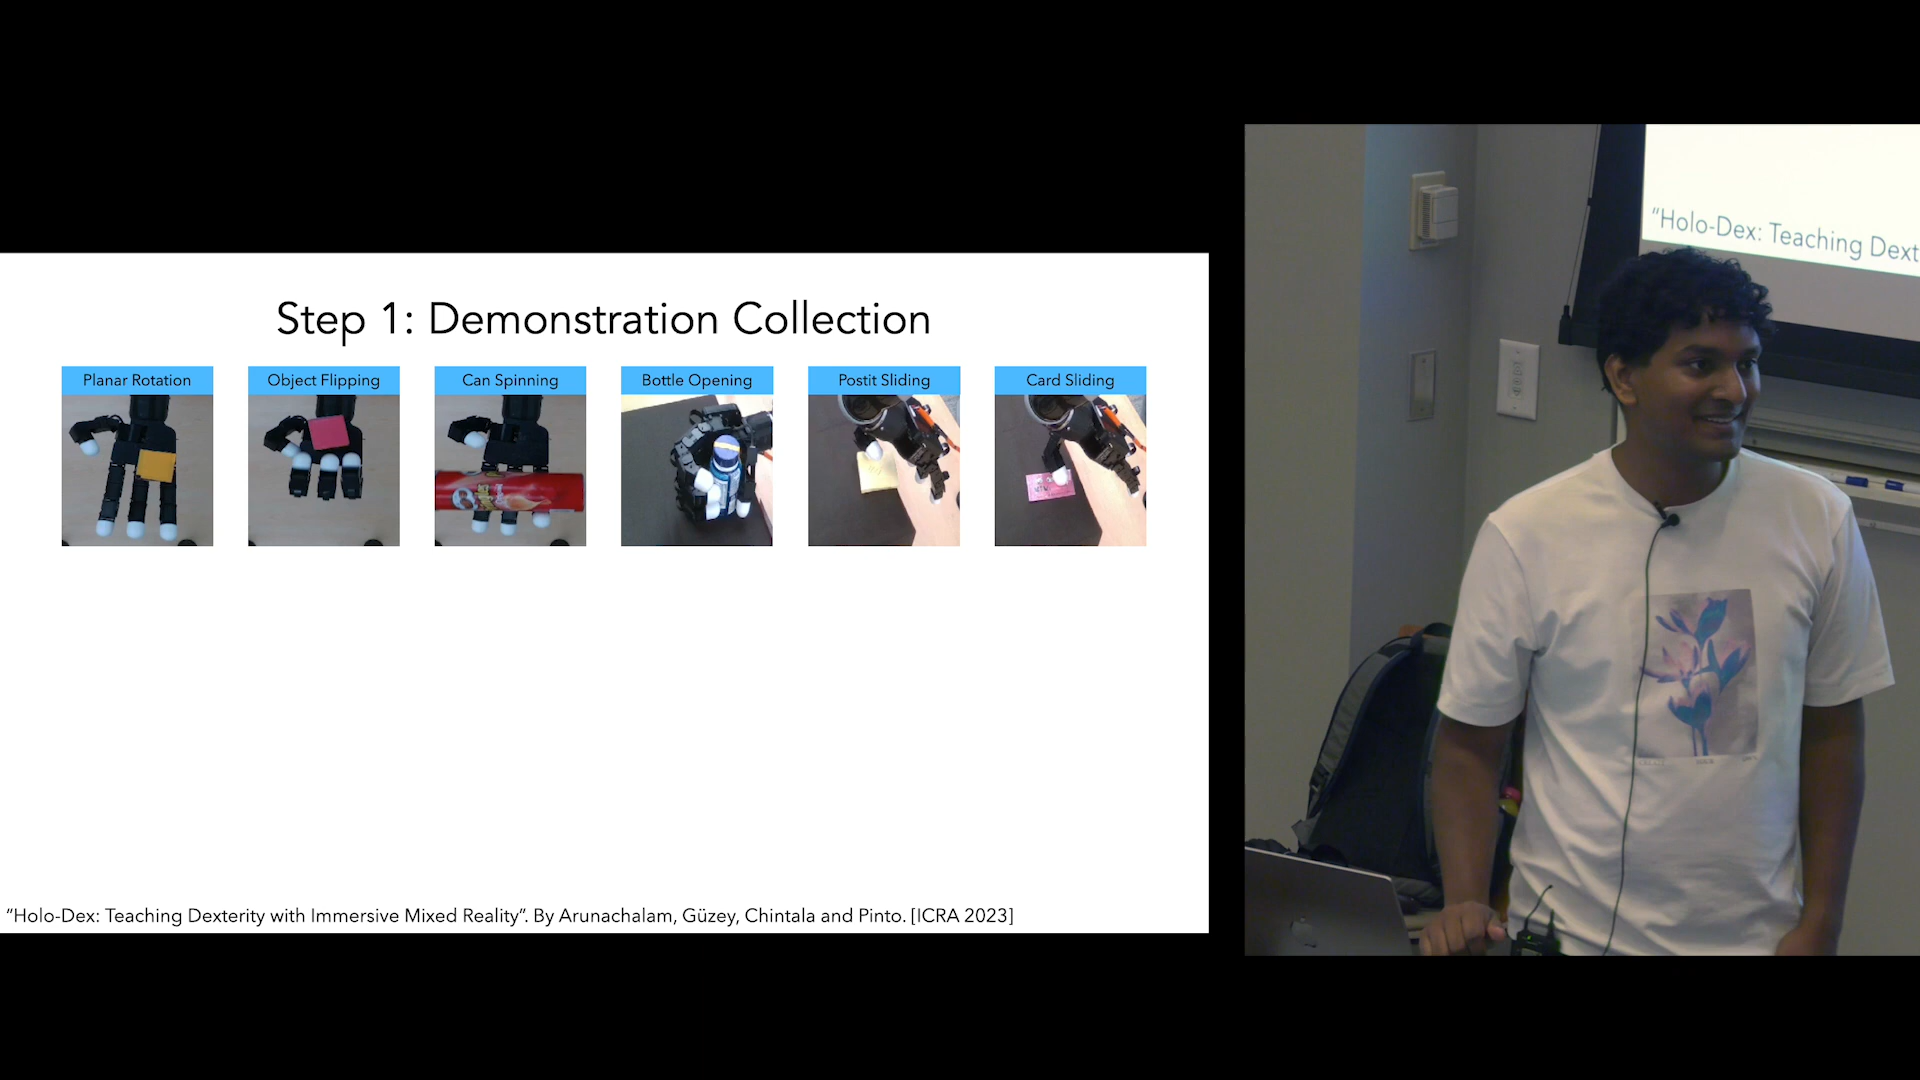 Step 1: Demonstration Collection
Planar Rotation
Object Flipping
Can Spinning
Bottle Opening
Postit Sliding
Card Sliding
"Holo-Dex: Teaching Dexterity with Immersive Mixed Reality". By Arunachalam, Güzey, Chintala and Pinto. [ICRA 2023]
"Holo-Dex: Teaching Dext